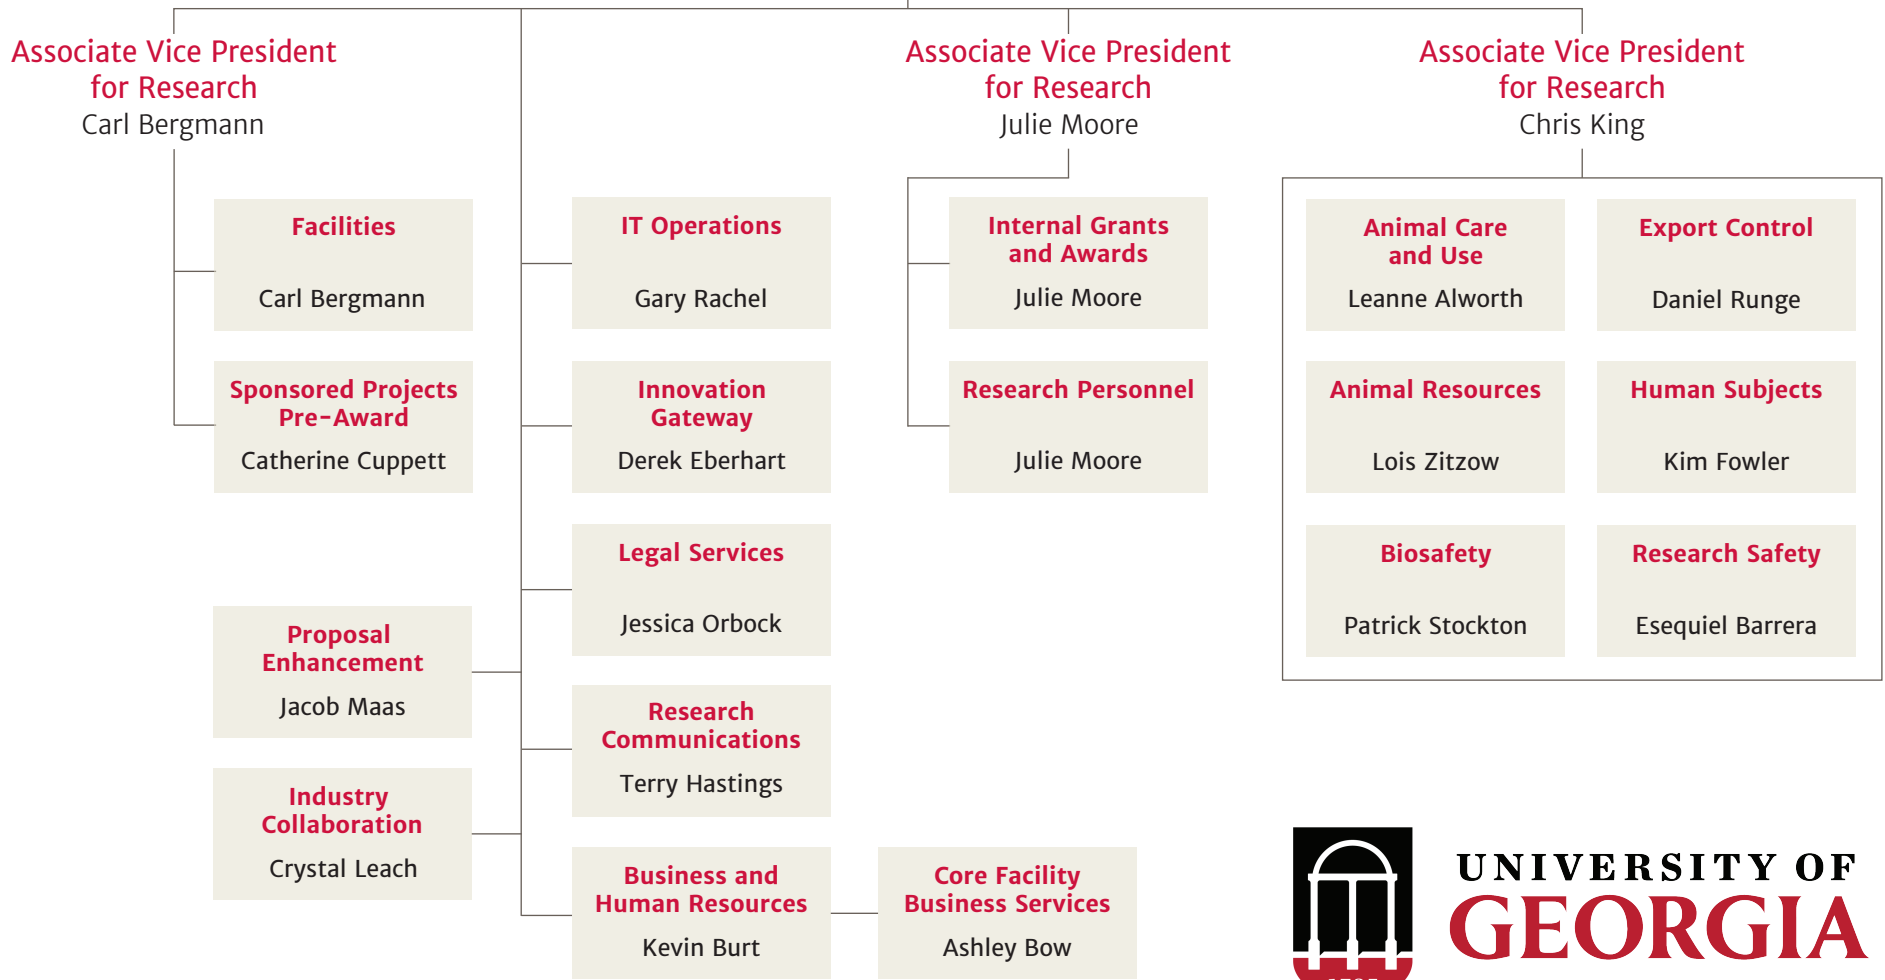 Associate Vice President
for Research
Carl Bergmann
Associate Vice President
for Research
Julie Moore
Associate Vice President
for Research
Chris King
Facilities
Carl Bergmann
Sponsored Projects
Pre-Award
Catherine Cuppett
Proposal
Enhancement
Jacob Maas
Industry
Collaboration
Crystal Leach
IT Operations
Gary Rachel
Innovation
Gateway
Derek Eberhart
Legal Services
Jessica Orbock
Research
Communications
Terry Hastings
Business and
Human Resources
Kevin Burt
Core Facility
Business Services
Ashley Bow
Internal Grants
and Awards
Julie Moore
Research Personnel
Julie Moore
Animal Care
and Use
Leanne Alworth
Export Control
Daniel Runge
Animal Resources
Lois Zitzow
Human Subjects
Kim Fowler
Biosafety
Patrick Stockton
Research Safety
Esequiel Barrera
UNIVERSITY OF
GEORGIA